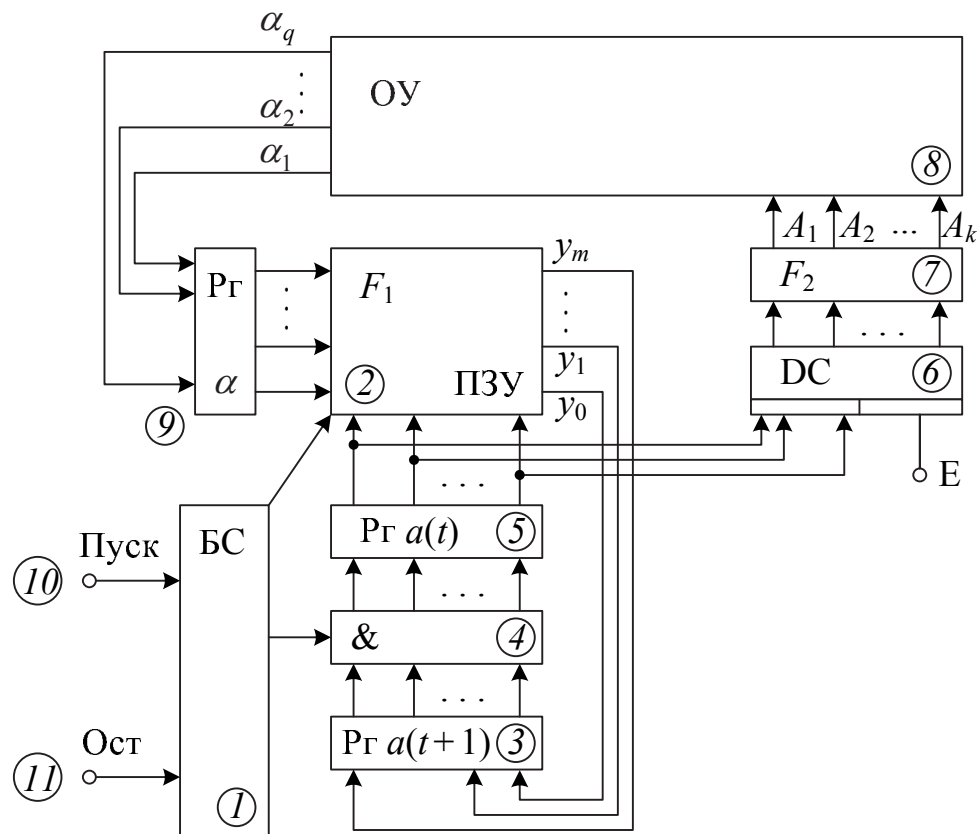 α_q
ОУ
α_2
α_1
8
A_1 A_2 ... A_k
Рг
α
9
F_1
ПЗУ
2
y_m
y_1
y_0
F_2
7
DC
6
E
. . .
Рг a(t)
5
. . .
&
4
. . .
Рг a(t + 1)
3
БС
1
Пуск
10
Ост
11